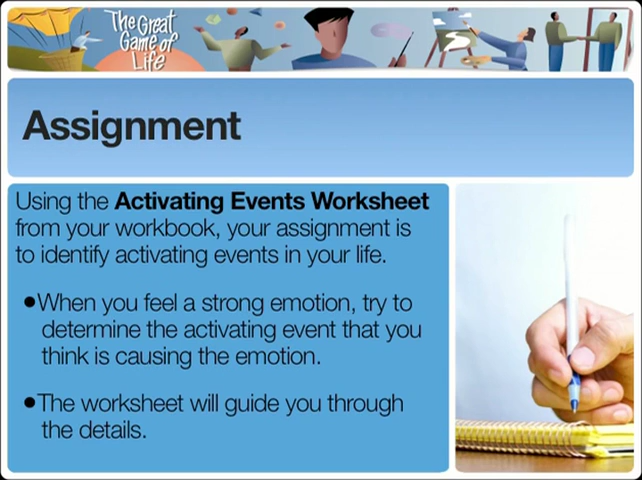 The Great
Game of
Life
Assignment
Using the Activating Events Worksheet
from your workbook, your assignment is
to identify activating events in your life.
●When you feel a strong emotion, try to
determine the activating event that you
think is causing the emotion.
●The worksheet will guide you through
the details.